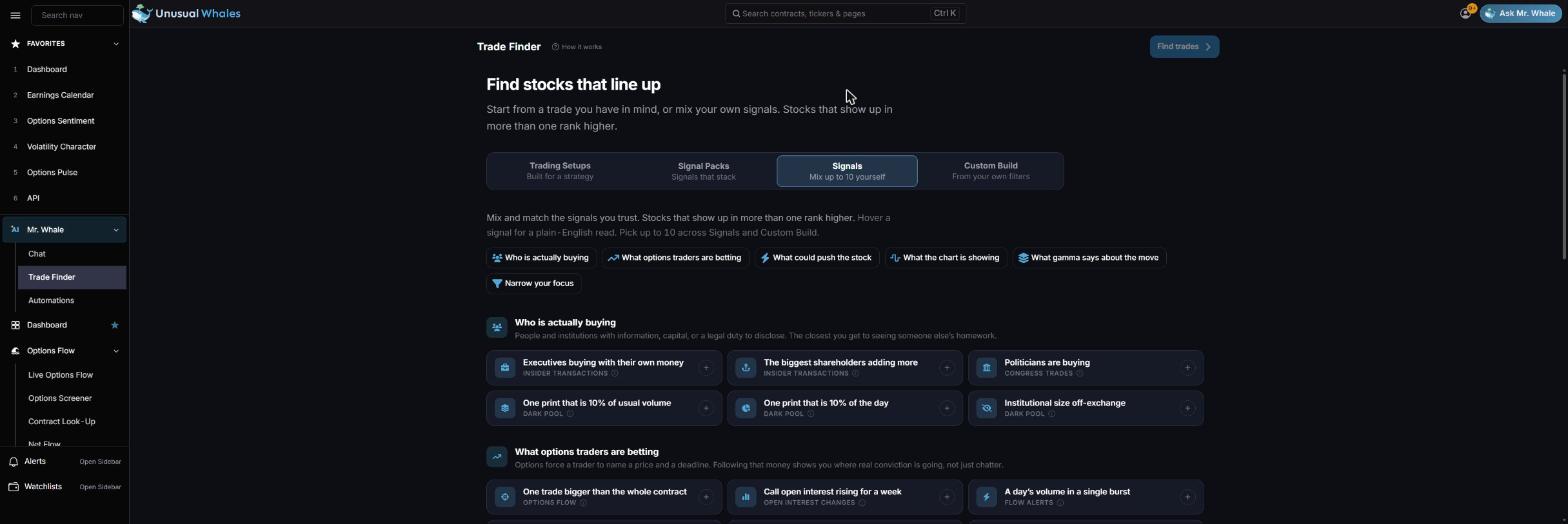 Search nav
Unusual Whales
Search contracts, tickers & pages
Ctrl K
9+
Ask Mr. Whale
FAVORITES
1 Dashboard
2 Earnings Calendar
3 Options Sentiment
4 Volatility Character
5 Options Pulse
6 API
AI Mr. Whale
Chat
Trade Finder
Automations
Dashboard
Options Flow
Live Options Flow
Options Screener
Contract Look-Up
Net Flow
Alerts Open Sidebar
Watchlists Open Sidebar
Trade Finder
How it works
Find trades
Find stocks that line up
Start from a trade you have in mind, or mix your own signals. Stocks that show up in
more than one rank higher.
Trading Setups
Built for a strategy
Signal Packs
Signals that stack
Signals
Mix up to 10 yourself
Custom Build
From your own filters
Mix and match the signals you trust. Stocks that show up in more than one rank higher. Hover a
signal for a plain-English read. Pick up to 10 across Signals and Custom Build.
Who is actually buying
What options traders are betting
What could push the stock
What the chart is showing
What gamma says about the move
Narrow your focus
Who is actually buying
People and institutions with information, capital, or a legal duty to disclose. The closest you get to seeing someone else's homework.
Executives buying with their own money
INSIDER TRANSACTIONS
The biggest shareholders adding more
INSIDER TRANSACTIONS
Politicians are buying
CONGRESS TRADES
One print that is 10% of usual volume
DARK POOL
One print that is 10% of the day
DARK POOL
Institutional size off-exchange
DARK POOL
What options traders are betting
Options force a trader to name a price and a deadline. Following that money shows you where real conviction is going, not just chatter.
One trade bigger than the whole contract
OPTIONS FLOW
Call open interest rising for a week
OPEN INTEREST CHANGES
A day's volume in a single burst
FLOW ALERTS